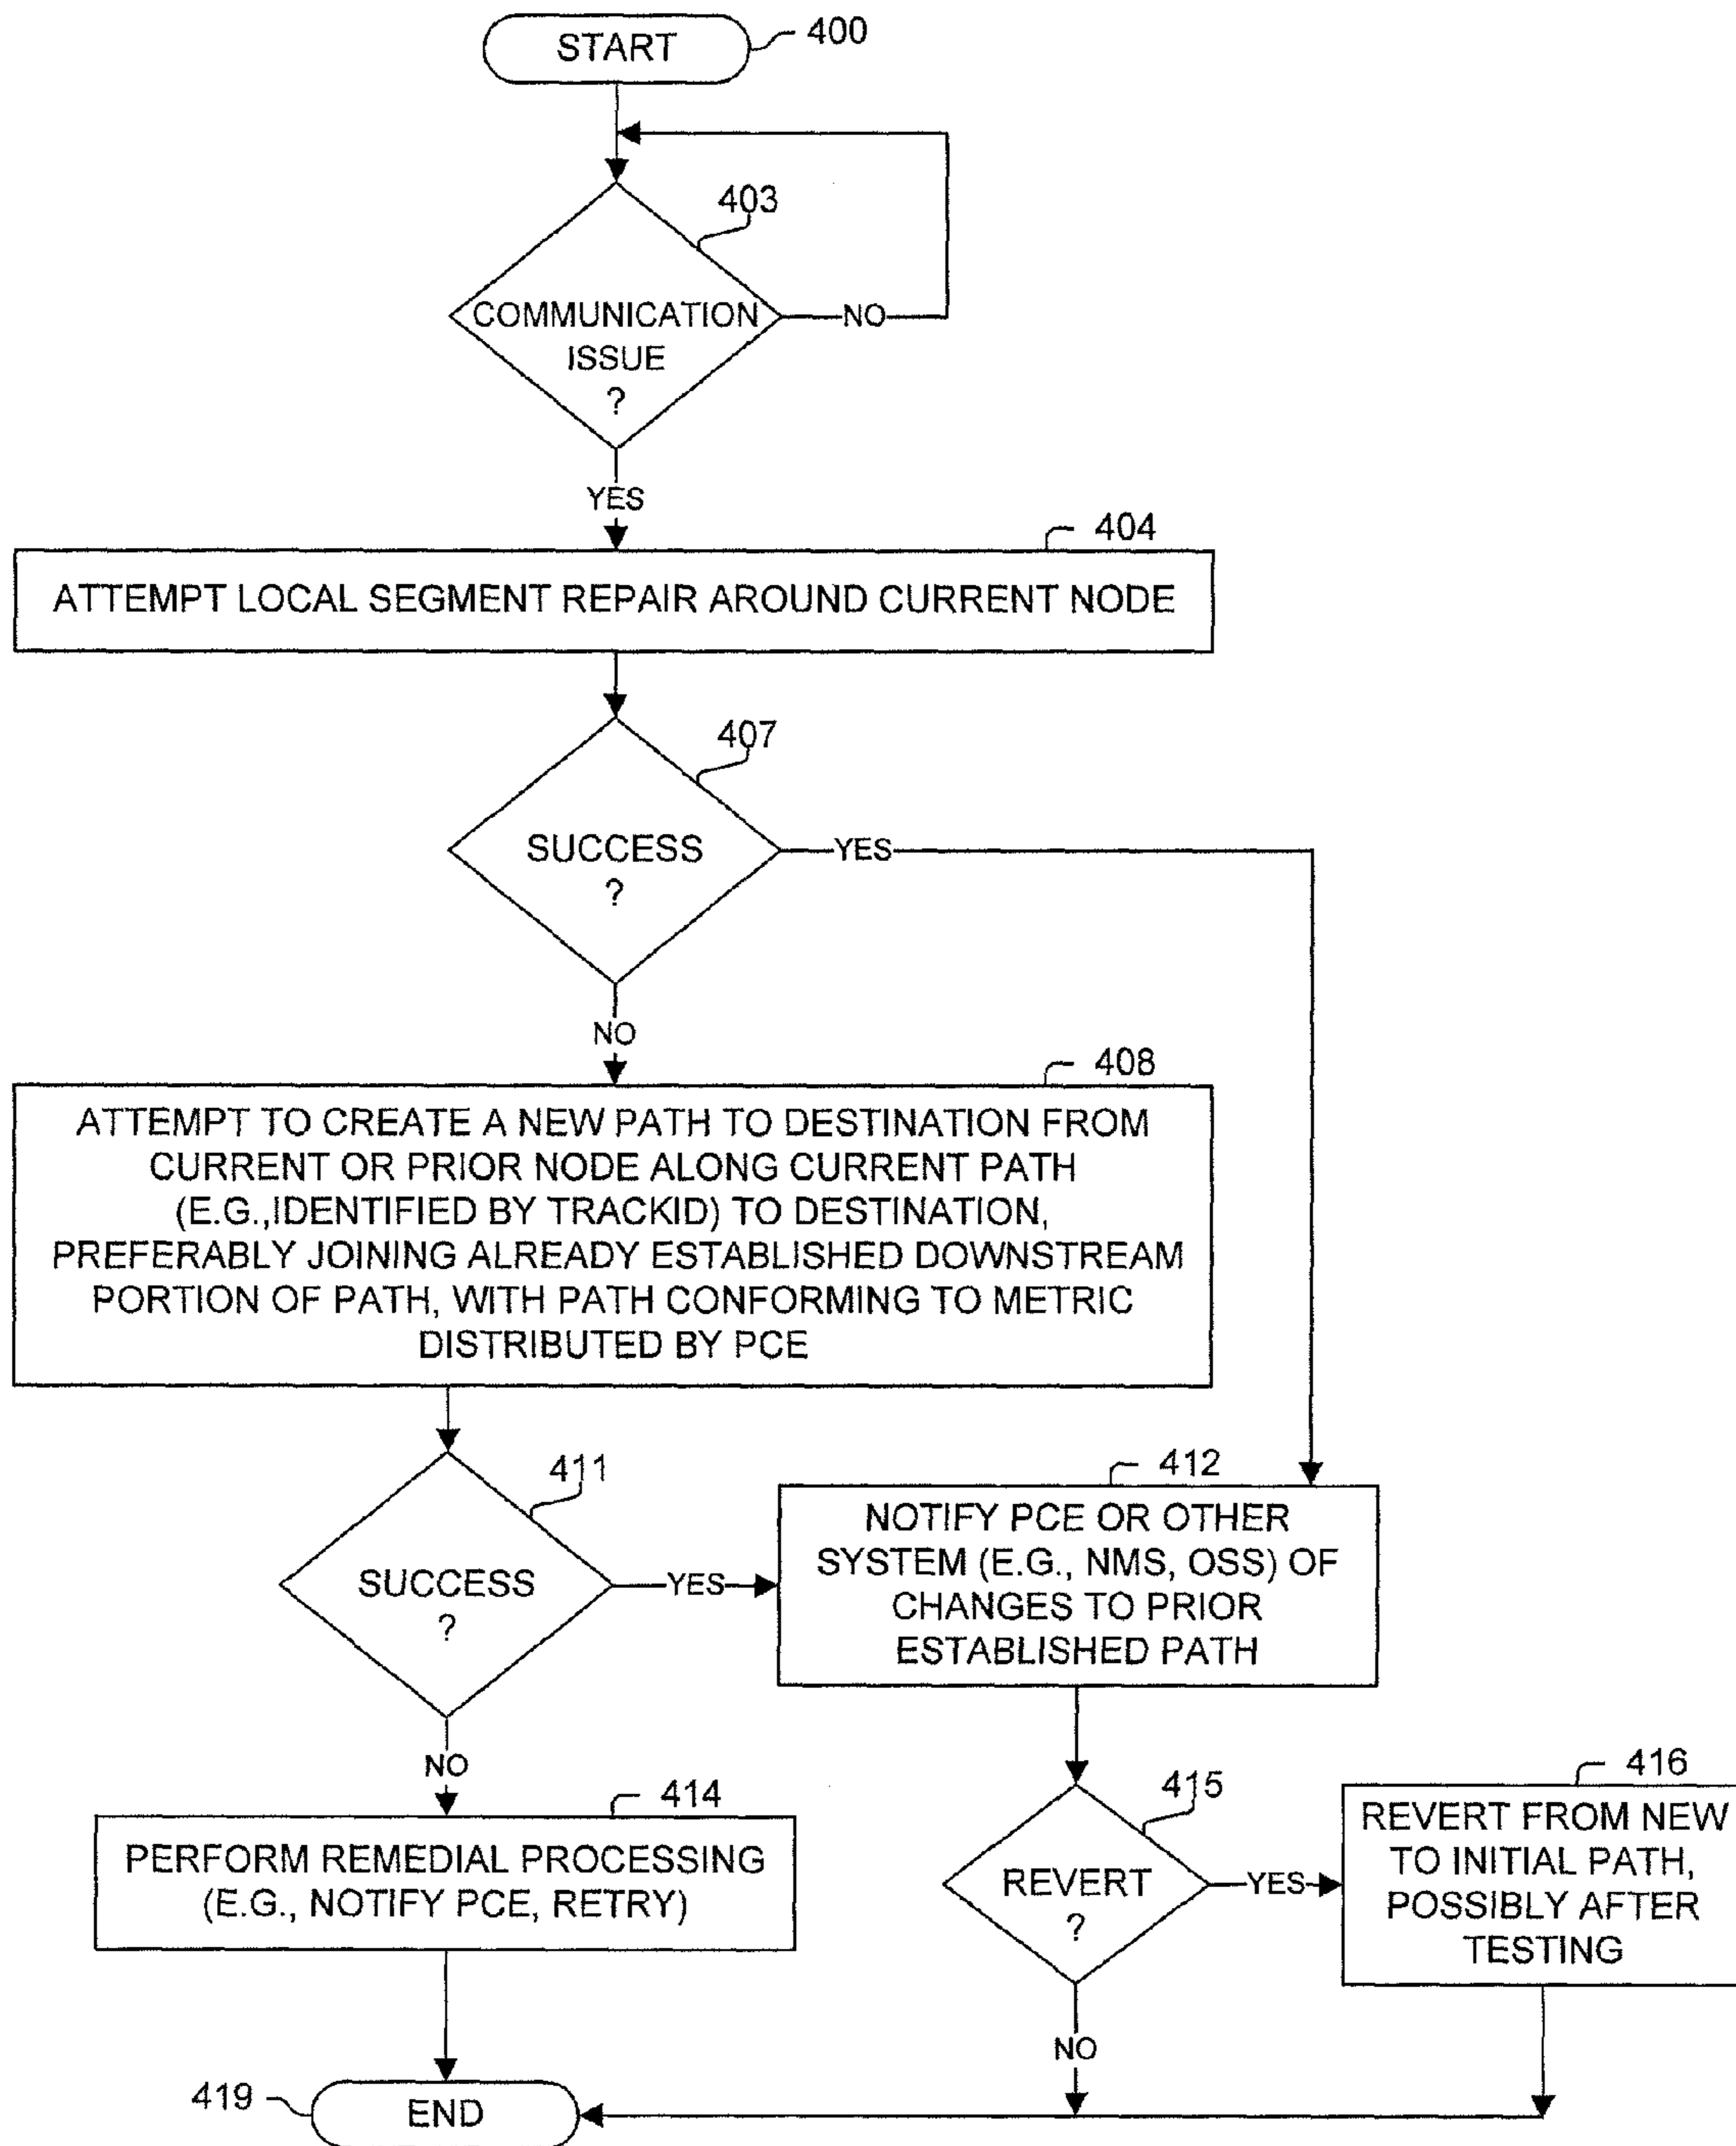 START
400
403
COMMUNICATION
ISSUE
?
NO
YES
404
ATTEMPT LOCAL SEGMENT REPAIR AROUND CURRENT NODE
407
SUCCESS
?
YES
NO
408
ATTEMPT TO CREATE A NEW PATH TO DESTINATION FROM
CURRENT OR PRIOR NODE ALONG CURRENT PATH
(E.G.,IDENTIFIED BY TRACKID) TO DESTINATION,
PREFERABLY JOINING ALREADY ESTABLISHED DOWNSTREAM
PORTION OF PATH, WITH PATH CONFORMING TO METRIC
DISTRIBUTED BY PCE
411
SUCCESS
?
YES
NO
412
NOTIFY PCE OR OTHER
SYSTEM (E.G., NMS, OSS) OF
CHANGES TO PRIOR
ESTABLISHED PATH
414
PERFORM REMEDIAL PROCESSING
(E.G., NOTIFY PCE, RETRY)
415
REVERT
?
YES
NO
416
REVERT FROM NEW
TO INITIAL PATH,
POSSIBLY AFTER
TESTING
419
END